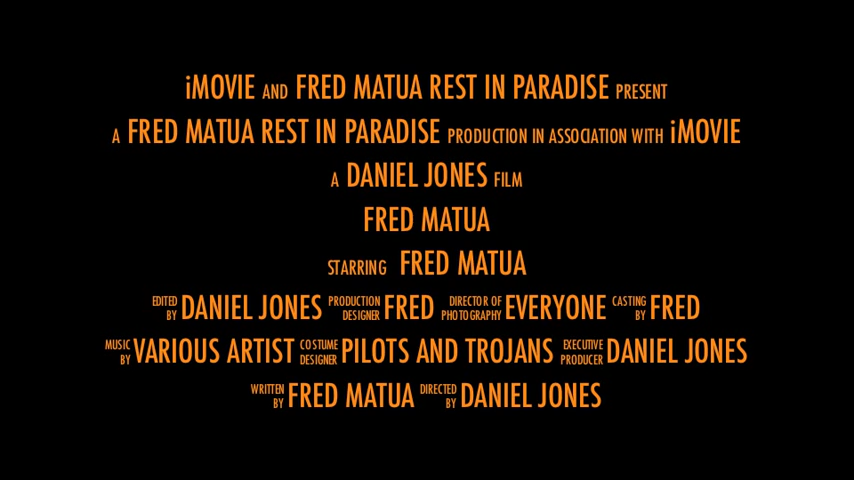 iMOVIE AND FRED MATUA REST IN PARADISE PRESENT
A FRED MATUA REST IN PARADISE PRODUCTION IN ASSOCIATION WITH iMOVIE
A DANIEL JONES FILM
FRED MATUA
STARRING FRED MATUA
EDITED BY DANIEL JONES PRODUCTION DESIGNER FRED DIRECTOR OF PHOTOGRAPHY EVERYONE CASTING BY FRED
MUSIC BY VARIOUS ARTIST COSTUME DESIGNER PILOTS AND TROJANS EXECUTIVE PRODUCER DANIEL JONES
WRITTEN BY FRED MATUA DIRECTED BY DANIEL JONES